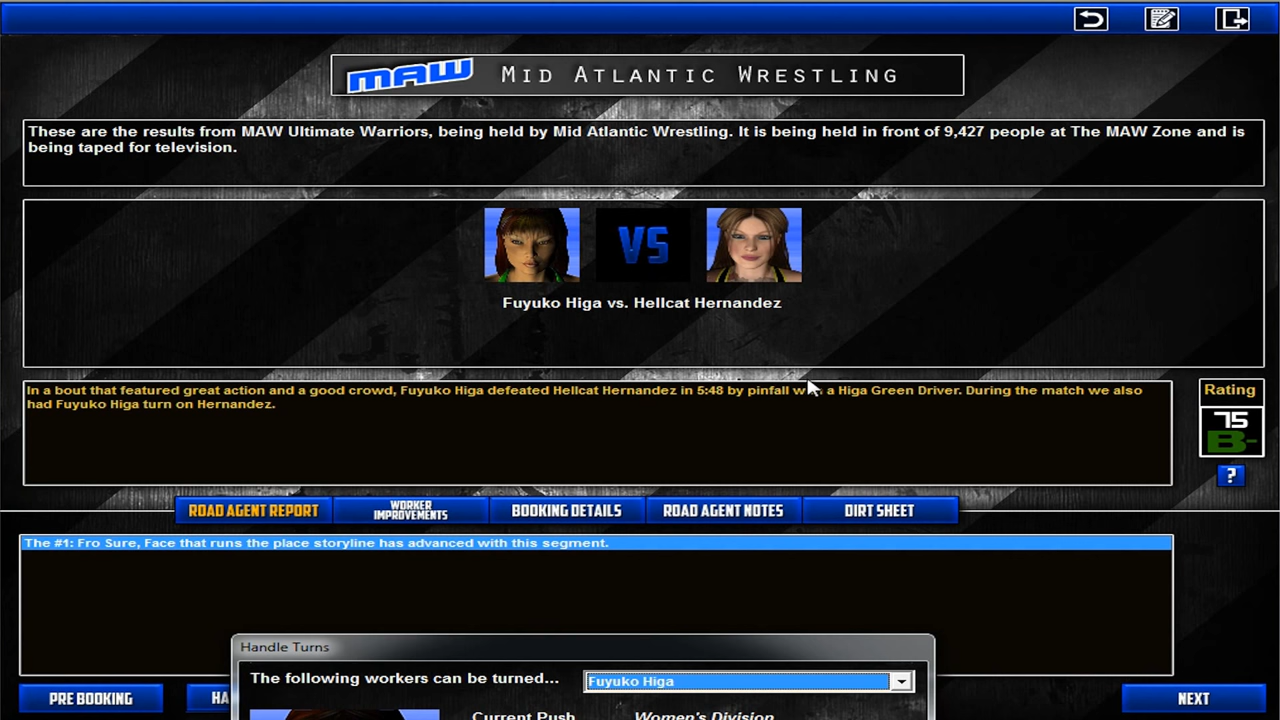 MAW Mid Atlantic Wrestling
These are the results from MAW Ultimate Warriors, being held by Mid Atlantic Wrestling. It is being held in front of 9,427 people at The MAW Zone and is
being taped for television.
VS
Fuyuko Higa vs. Hellcat Hernandez
In a bout that featured great action and a good crowd, Fuyuko Higa defeated Hellcat Hernandez in 5:48 by pinfall a Higa Green Driver. During the match we also
had Fuyuko Higa turn on Hernandez.
Rating
75
B-
?
ROAD AGENT REPORT
WORKER
IMPROVEMENTS
BOOKING DETAILS
ROAD AGENT NOTES
DIRT SHEET
The #1: Fro Sure, Face that runs the place storyline has advanced with this segment.
Handle Turns
The following workers can be turned... Fuyuko Higa
PRE BOOKING
HA
NEXT
Current Push Women's Division